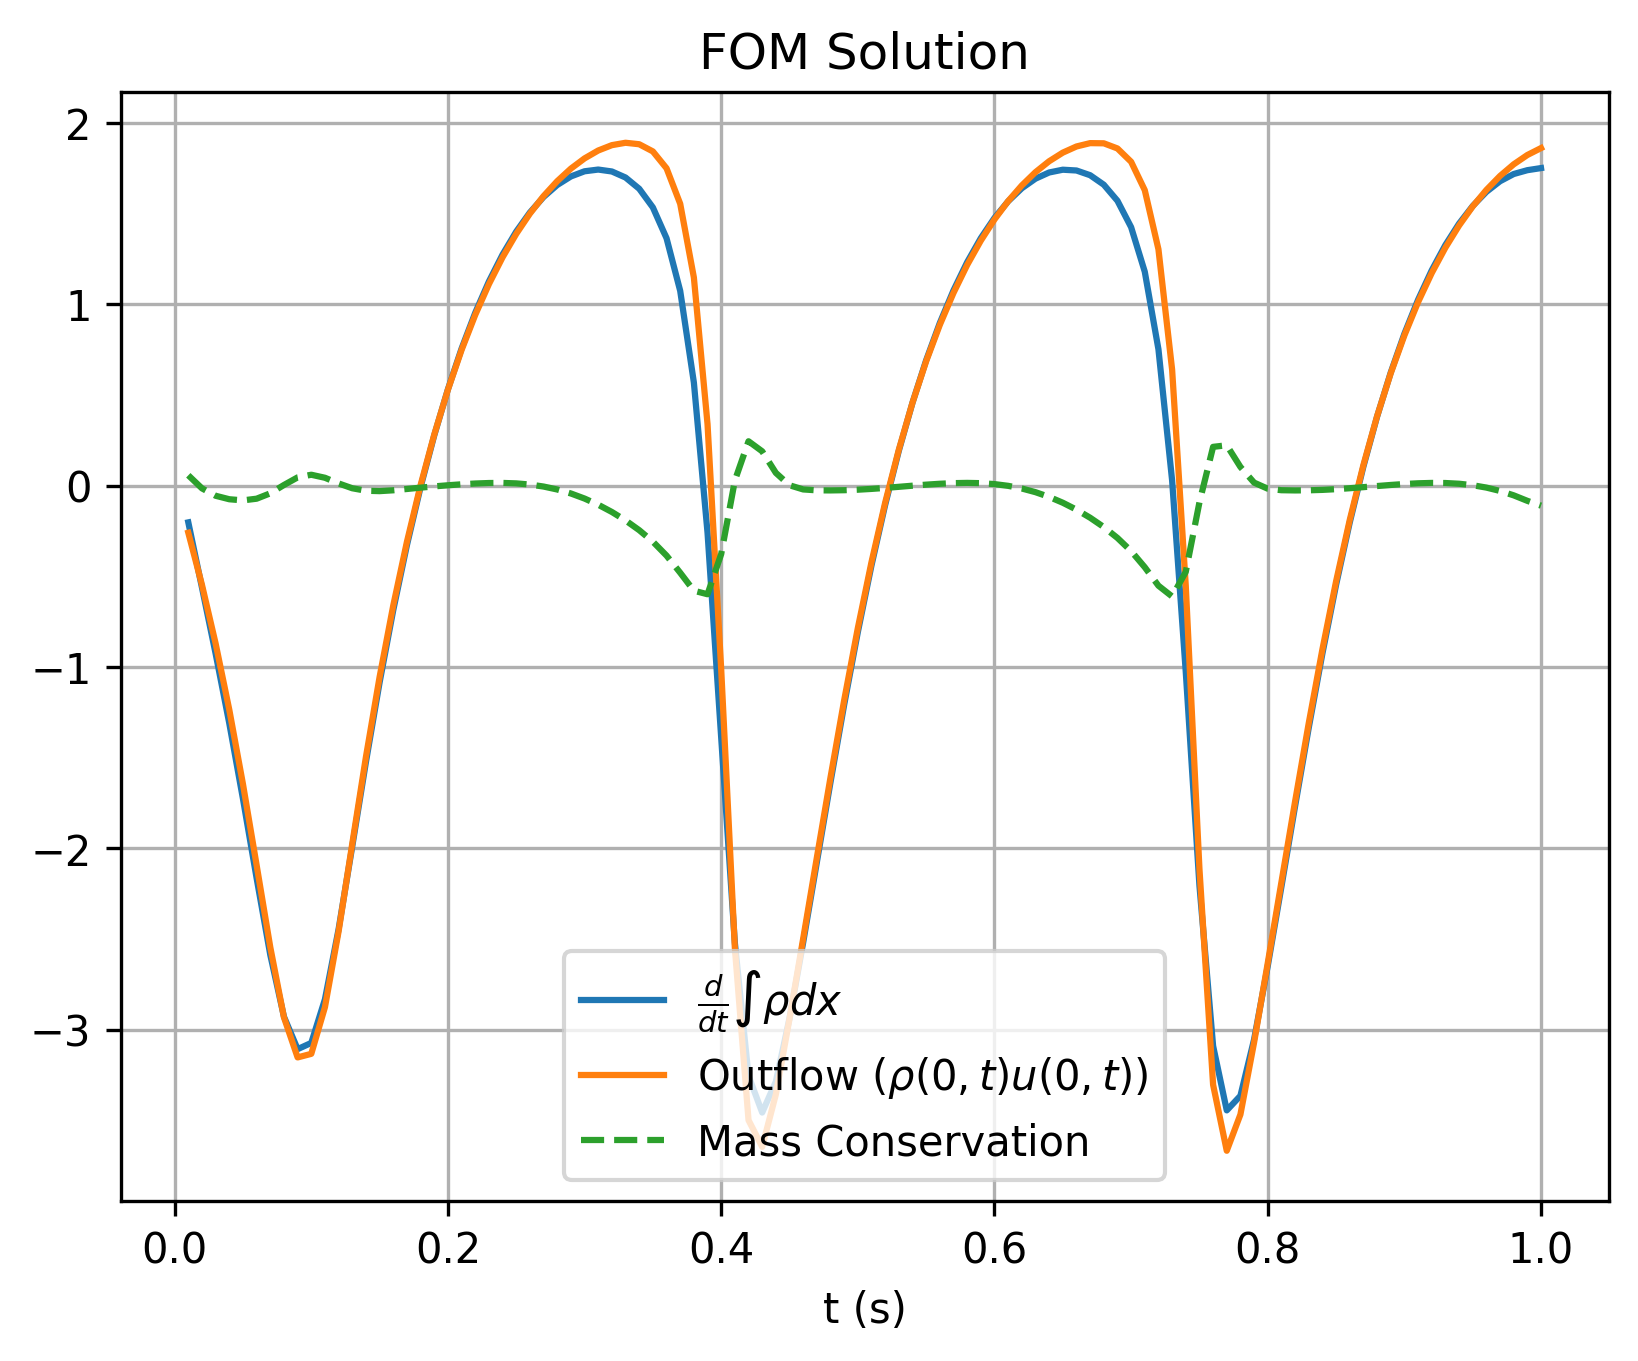 FOM Solution
2
1
0
−1
−2
−3
d/dt ∫ρdx
Outflow (ρ(0, t)u(0, t))
Mass Conservation
0.0 0.2 0.4 0.6 0.8 1.0
t (s)